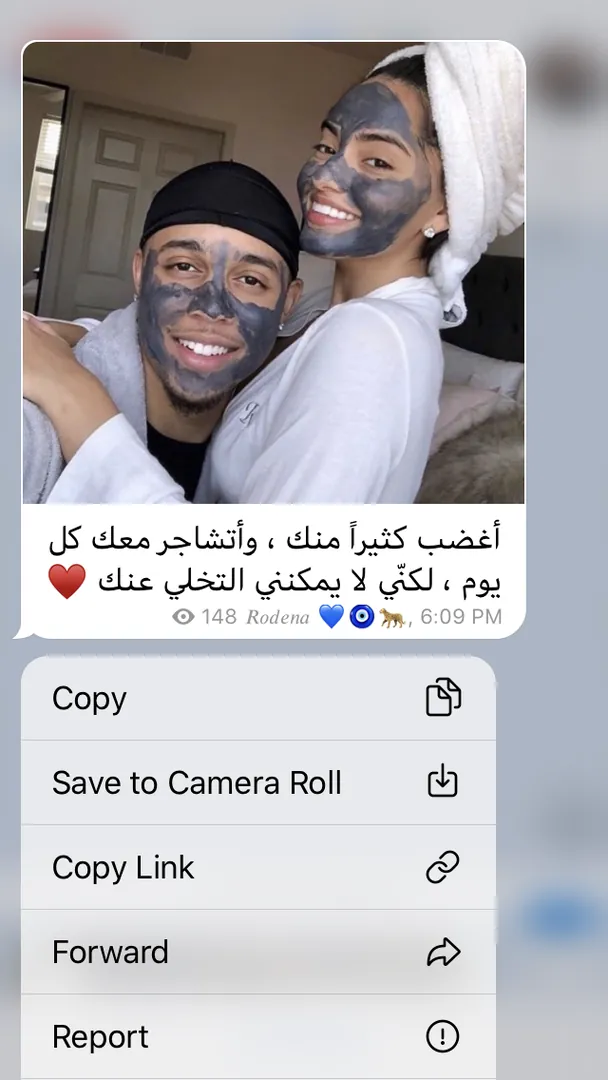 أغضب كثيراً منك ، وأتشاجر معك كل
يوم ، لكنّي لا يمكنني التخلي عنك ♥️
148 Rodena 💙🧿🐆, 6:09 PM
Copy
Save to Camera Roll
Copy Link
Forward
Report